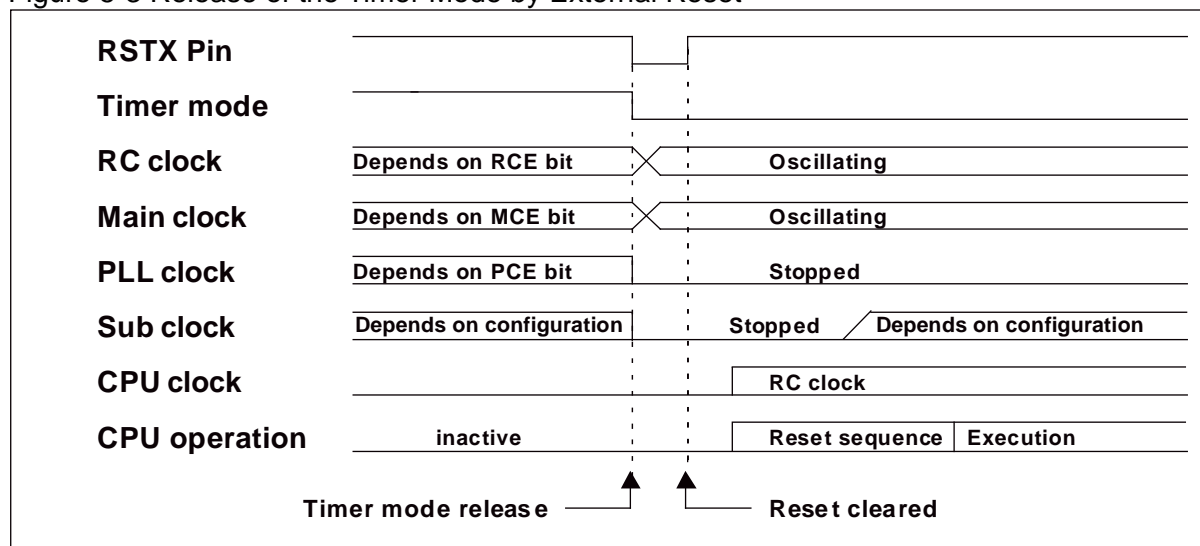 Figure Release of the Timer Mode by External Reset
RSTX Pin
Timer mode
RC clock Depends on RCE bit Oscillating
Main clock Depends on MCE bit Oscillating
PLL clock Depends on PCE bit Stopped
Sub clock Depends on configuration Stopped Depends on configuration
CPU clock RC clock
CPU operation inactive Reset sequence Execution
Timer mode release Reset cleared